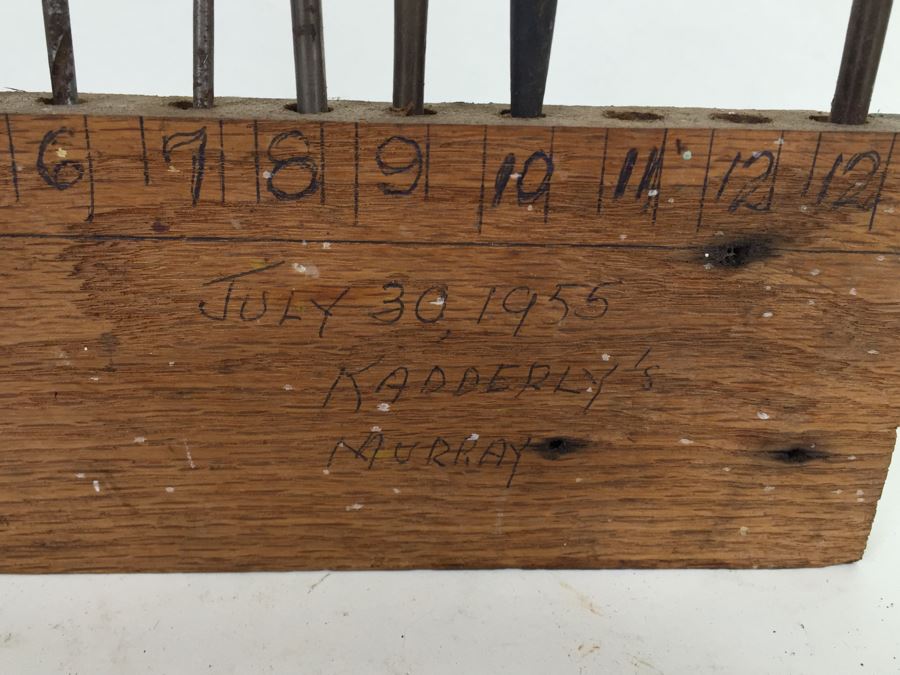 6 7 8 9 10 11 12 12
JULY 30, 1955
KADDERLY'S
MURRAY